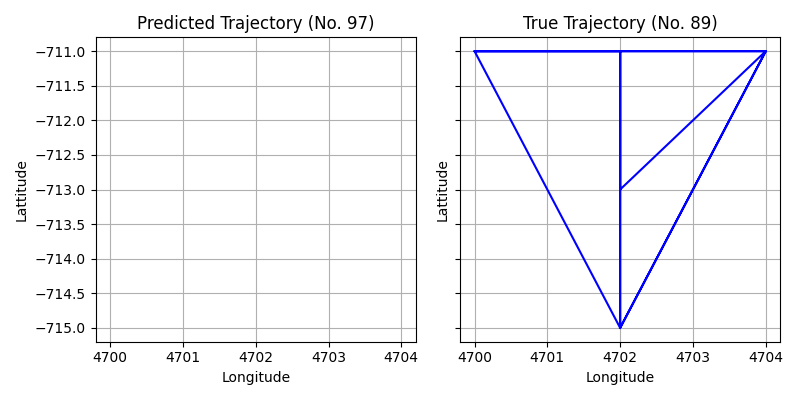 Predicted Trajectory (No. 97)
Lattitude
−711.0
−711.5
−712.0
−712.5
−713.0
−713.5
−714.0
−714.5
−715.0
4700 4701 4702 4703 4704
Longitude
True Trajectory (No. 89)
Lattitude
4700 4701 4702 4703 4704
Longitude